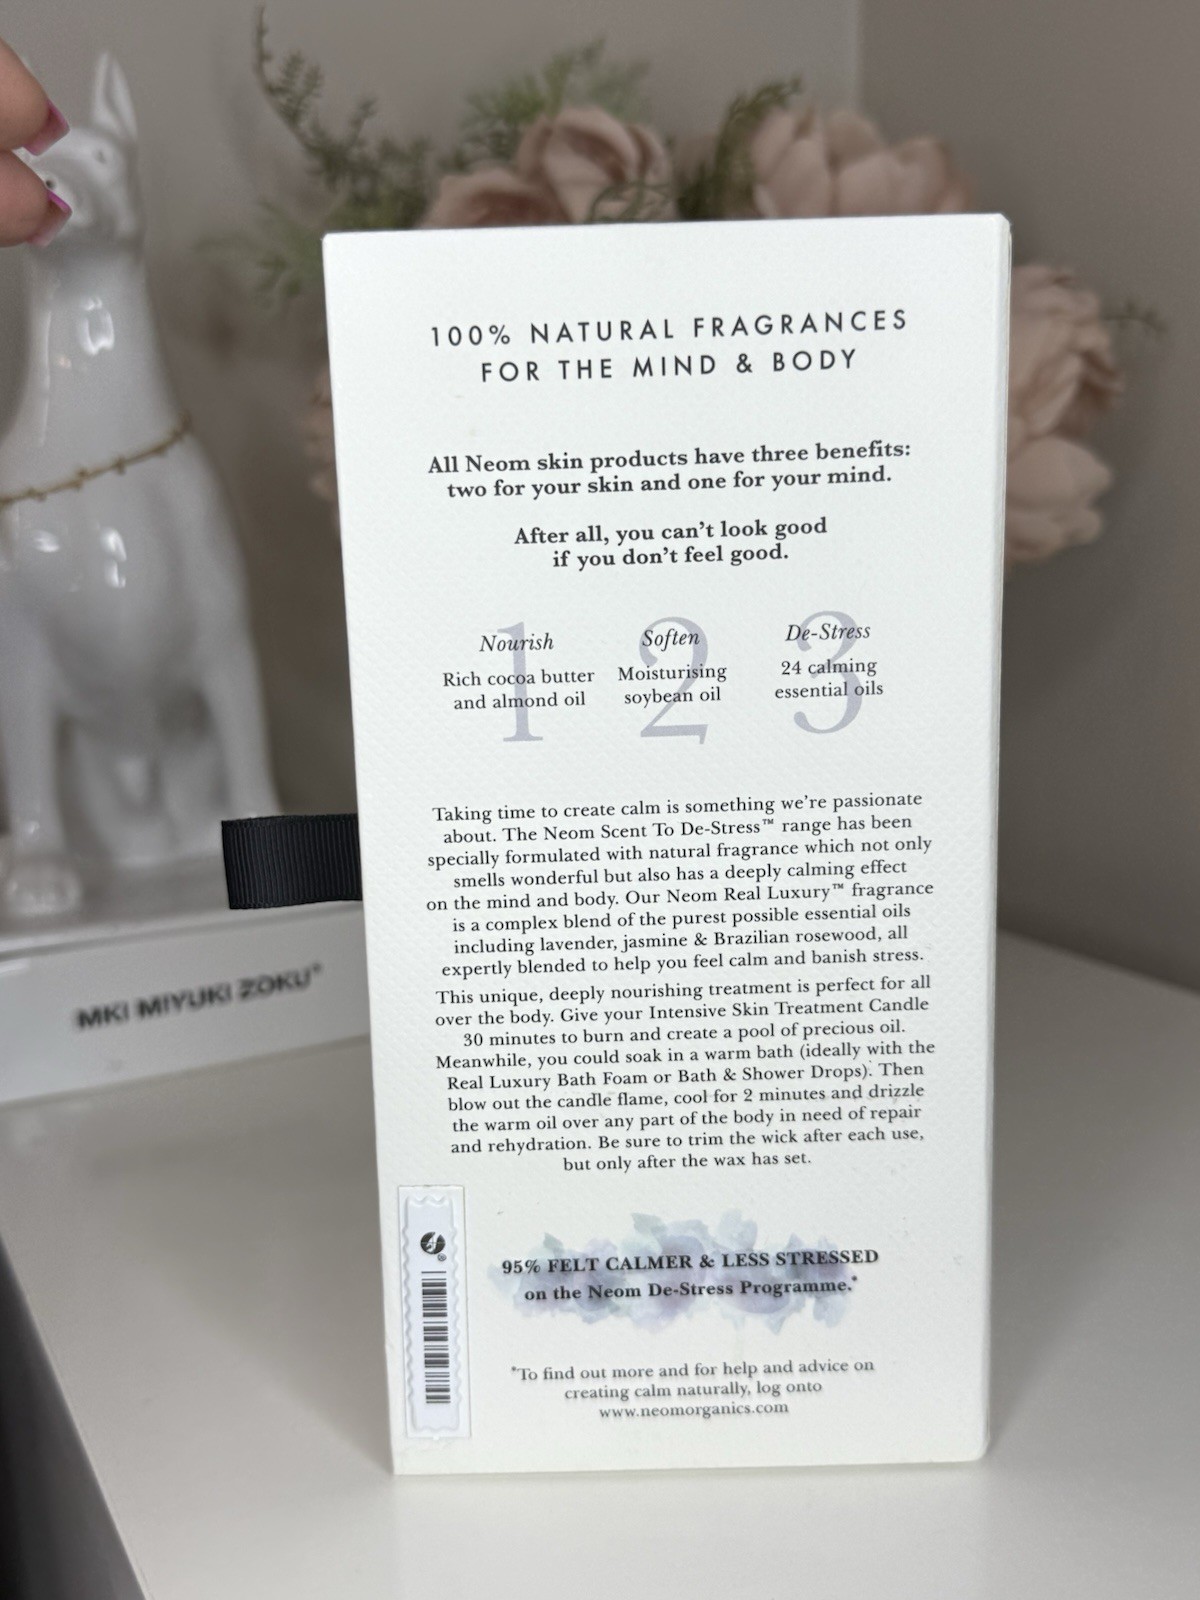 100% NATURAL FRAGRANCES
FOR THE MIND & BODY
All Neom skin products have three benefits:
two for your skin and one for your mind.
After all, you can't look good
if you don't feel good.
1
Nourish
Rich cocoa butter
and almond oil
2
Soften
Moisturising
soybean oil
3
De-Stress
24 calming
essential oils
Taking time to create calm is something we're passionate
about. The Neom Scent To De-Stress™ range has been
specially formulated with natural fragrance which not only
smells wonderful but also has a deeply calming effect
on the mind and body. Our Neom Real Luxury™ fragrance
is a complex blend of the purest possible essential oils
including lavender, jasmine & Brazilian rosewood, all
expertly blended to help you feel calm and banish stress.
This unique, deeply nourishing treatment is perfect for all
over the body. Give your Intensive Skin Treatment Candle
30 minutes to burn and create a pool of precious oil.
Meanwhile, you could soak in a warm bath (ideally with the
Real Luxury Bath Foam or Bath & Shower Drops). Then
blow out the candle flame, cool for 2 minutes and drizzle
the warm oil over any part of the body in need of repair
and rehydration. Be sure to trim the wick after each use,
but only after the wax has set.
95% FELT CALMER & LESS STRESSED
on the Neom De-Stress Programme.*
*To find out more and for help and advice on
creating calm naturally, log onto
www.neomorganics.com
MKI MIYUKI ZOKU®